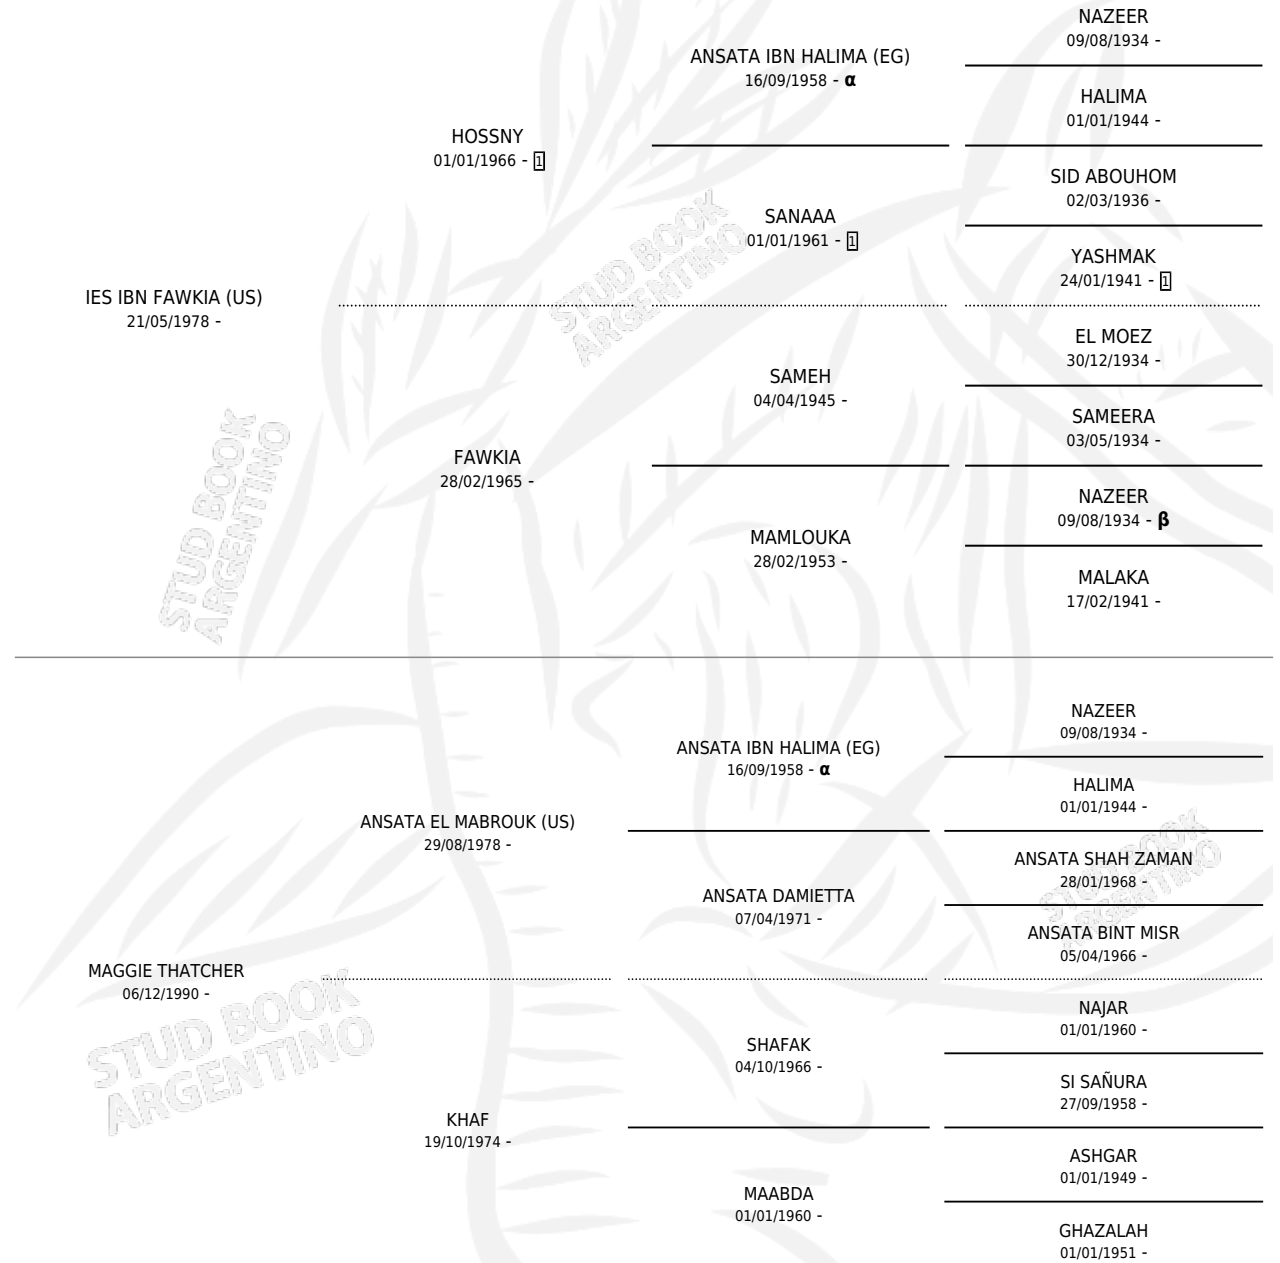 NAZEER
09/08/1934 -
ANSATA IBN HALIMA (EG)
16/09/1958 - α
HALIMA
01/01/1944 -
HOSSNY
01/01/1966 - 1
SID ABOUHOM
02/03/1936 -
SANAAA
01/01/1961 - 1
YASHMAK
24/01/1941 - 1
IES IBN FAWKIA (US)
21/05/1978 -
EL MOEZ
30/12/1934 -
SAMEH
04/04/1945 -
SAMEERA
03/05/1934 -
FAWKIA
28/02/1965 -
NAZEER
09/08/1934 - β
MAMLOUKA
28/02/1953 -
MALAKA
17/02/1941 -
NAZEER
09/08/1934 -
ANSATA IBN HALIMA (EG)
16/09/1958 - α
HALIMA
01/01/1944 -
ANSATA EL MABROUK (US)
29/08/1978 -
ANSATA SHAH ZAMAN
28/01/1968 -
ANSATA DAMIETTA
07/04/1971 -
ANSATA BINT MISR
05/04/1966 -
MAGGIE THATCHER
06/12/1990 -
NAJAR
01/01/1960 -
SHAFAK
04/10/1966 -
SI SAÑURA
27/09/1958 -
KHAF
19/10/1974 -
ASHGAR
01/01/1949 -
MAABDA
01/01/1960 -
GHAZALAH
01/01/1951 -
STUD BOOK
ARGENTINO
STUD BOOK
ARGENTINO
STUD BOOK
ARGENTINO
STUD BOOK
ARGENTINO